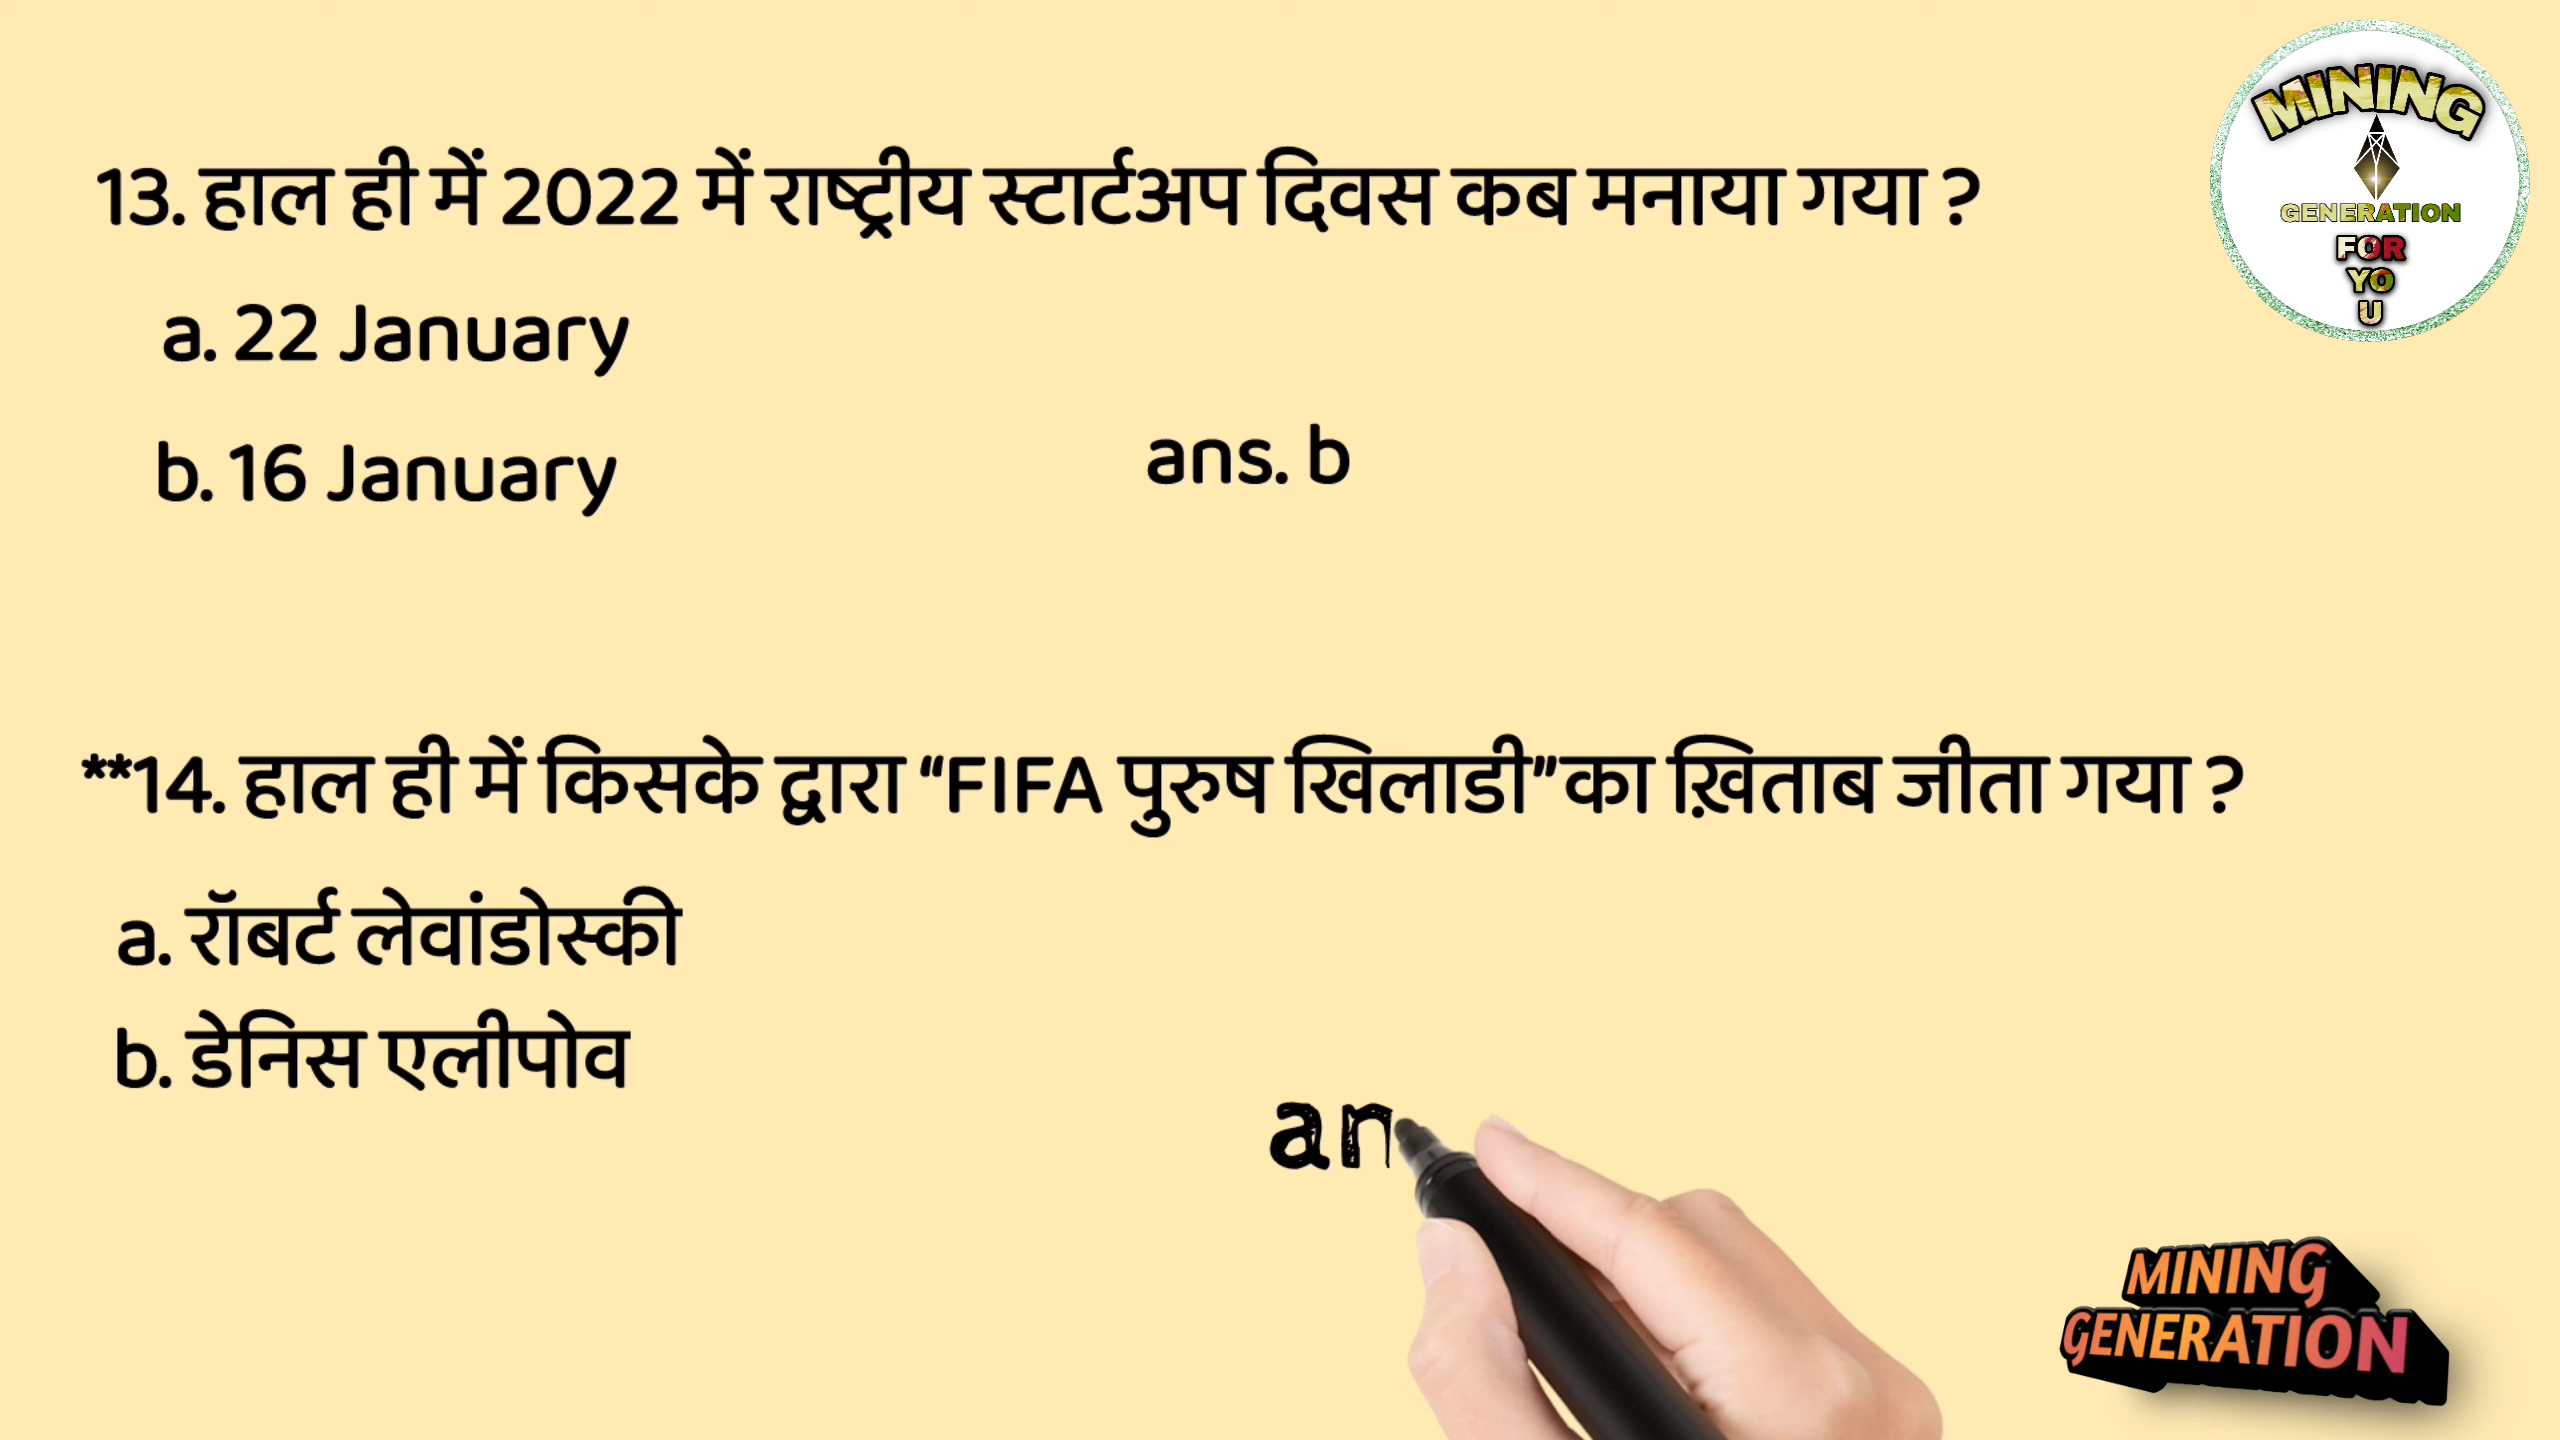 MINING
GENERATION
FOR
YO
U
13. हाल ही में 2022 में राष्ट्रीय स्टार्टअप दिवस कब मनाया गया ?
a. 22 January
b. 16 January
ans. b
**14. हाल ही में किसके द्वारा “FIFA पुरुष खिलाडी”का ख़िताब जीता गया ?
a. रॉबर्ट लेवांडोस्की
b. डेनिस एलीपोव
an
MINING
GENERATION